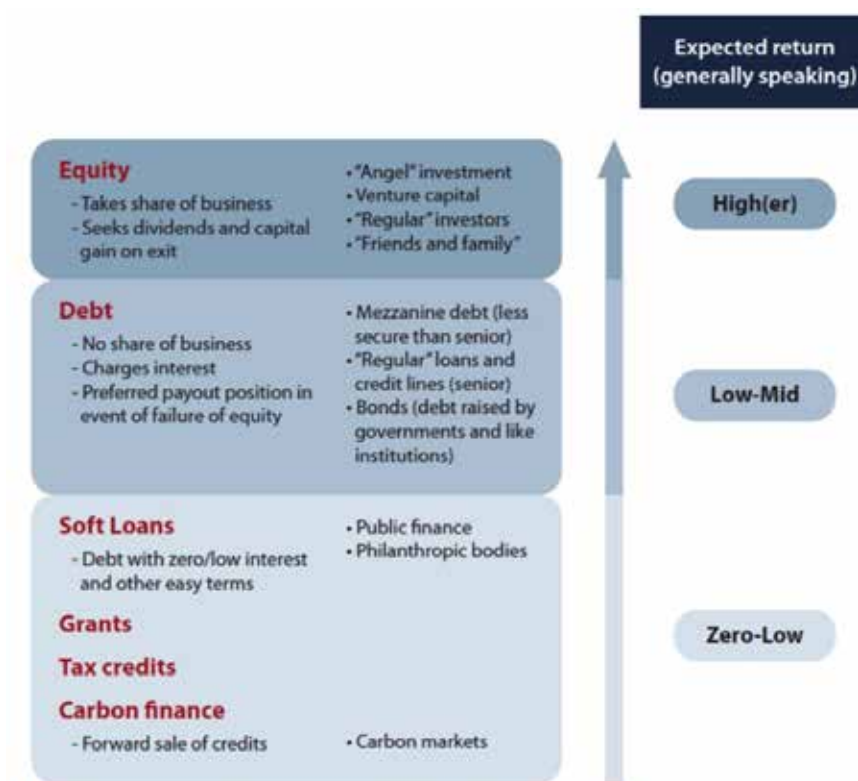 Expected return
(generally speaking)
Equity
- Takes share of business
- Seeks dividends and capital
gain on exit
• "Angel" investment
• Venture capital
• "Regular" investors
• "Friends and family"
High(er)
Debt
- No share of business
- Charges interest
- Preferred payout position in
event of failure of equity
• Mezzanine debt (less
secure than senior)
• "Regular" loans and
credit lines (senior)
• Bonds (debt raised by
governments and like
institutions)
Low-Mid
Soft Loans
- Debt with zero/low interest
and other easy terms
• Public finance
• Philanthropic bodies
Grants
Tax credits
Zero-Low
Carbon finance
- Forward sale of credits
• Carbon markets